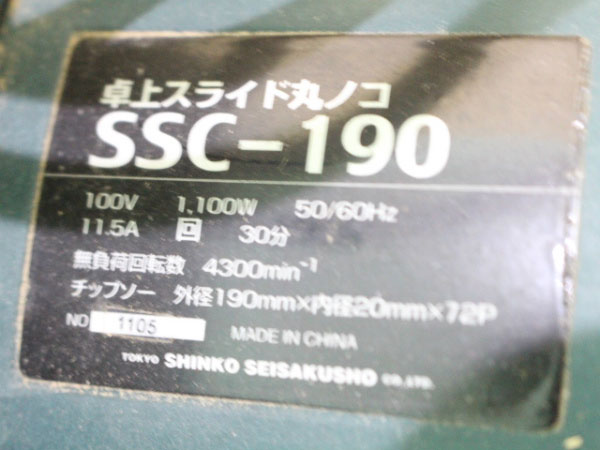 卓上スライド丸ノコ
SSC-190
100V 1,100W 50/60Hz
11.5A 回 30分
無負荷回転数 4300min⁻¹
チップソー 外径190mm×内径20mm×72P
NO 1105 MADE IN CHINA
TOKYO SHINKO SEISAKUSHO CO.,LTD.